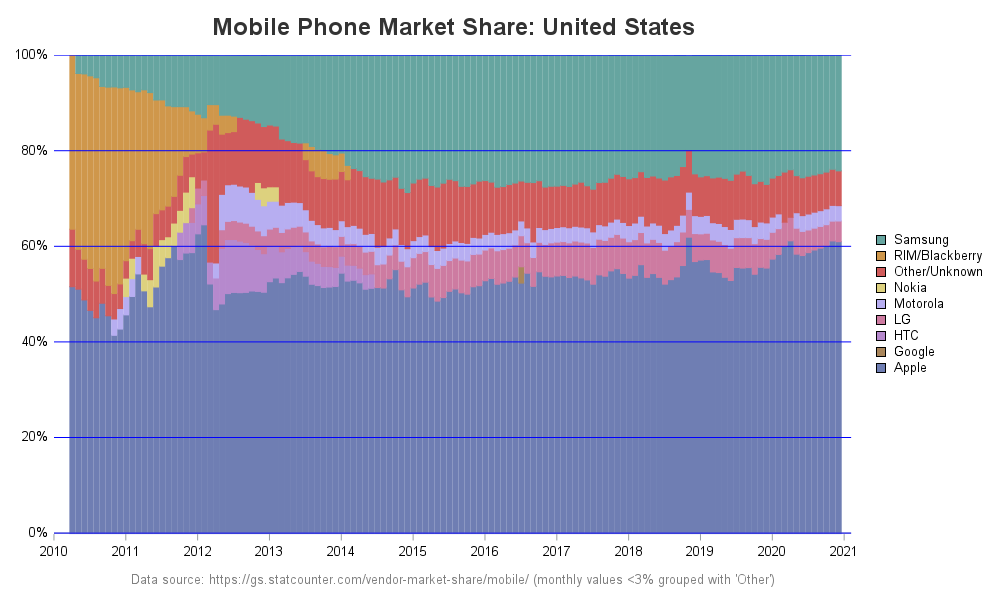 Mobile Phone Market Share: United States
100%
80%
60%
40%
20%
0%
2010 2011 2012 2013 2014 2015 2016 2017 2018 2019 2020 2021
Samsung
RIM/Blackberry
Other/Unknown
Nokia
Motorola
LG
HTC
Google
Apple
Data source: https://gs.statcounter.com/vendor-market-share/mobile/ (monthly values <3% grouped with 'Other')